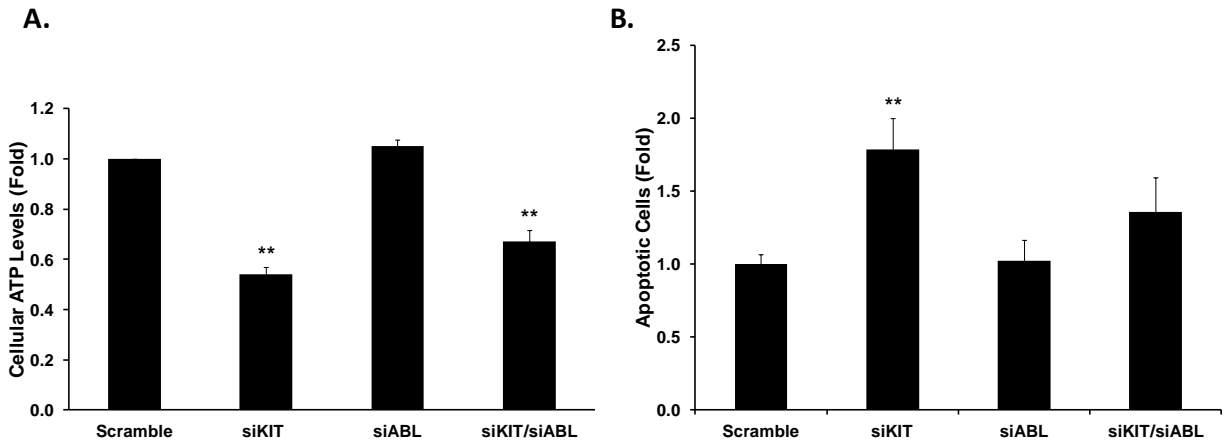 A.
Cellular ATP Levels (Fold)
1.2
1.0
0.8
0.6
0.4
0.2
0.0
**
**
Scramble siKIT siABL siKIT/siABL
B.
Apoptotic Cells (Fold)
2.5
2.0
1.5
1.0
0.5
0.0
**
Scramble siKIT siABL siKIT/siABL